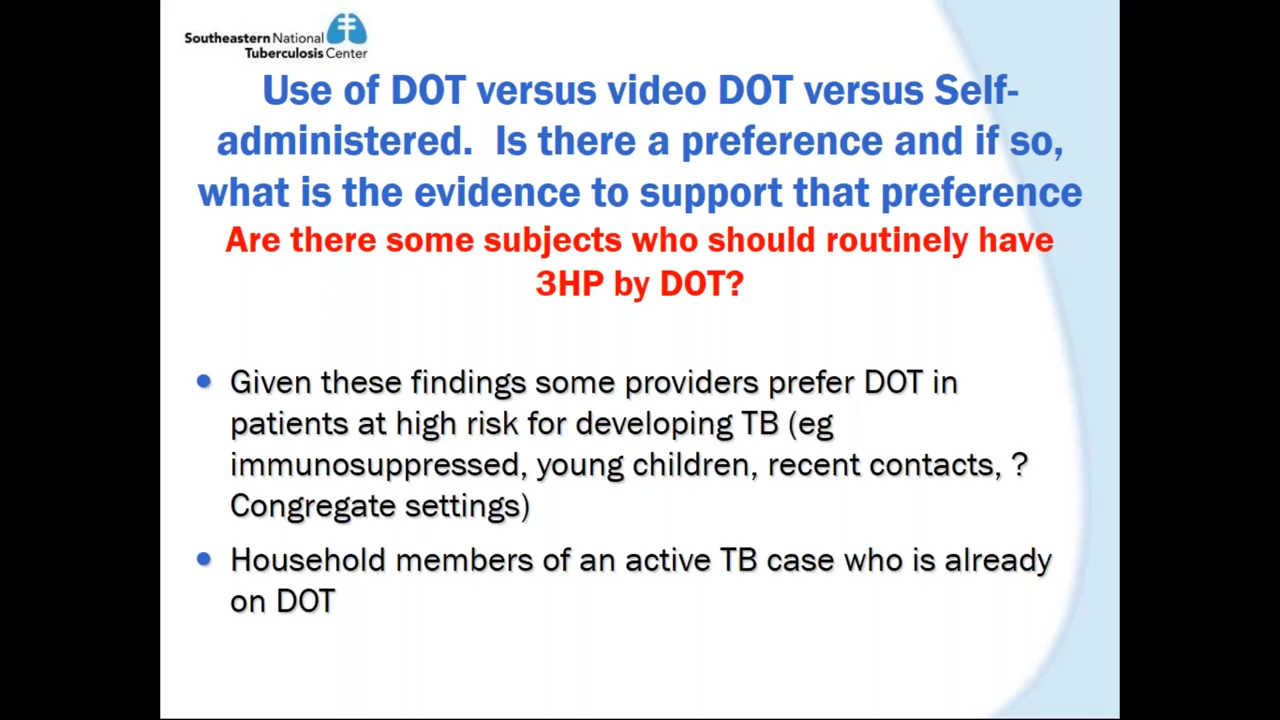 Southeastern National
Tuberculosis Center
Use of DOT versus video DOT versus Self-
administered.  Is there a preference and if so,
what is the evidence to support that preference
Are there some subjects who should routinely have
3HP by DOT?
• Given these findings some providers prefer DOT in
patients at high risk for developing TB (eg
immunosuppressed, young children, recent contacts, ?
Congregate settings)
• Household members of an active TB case who is already
on DOT